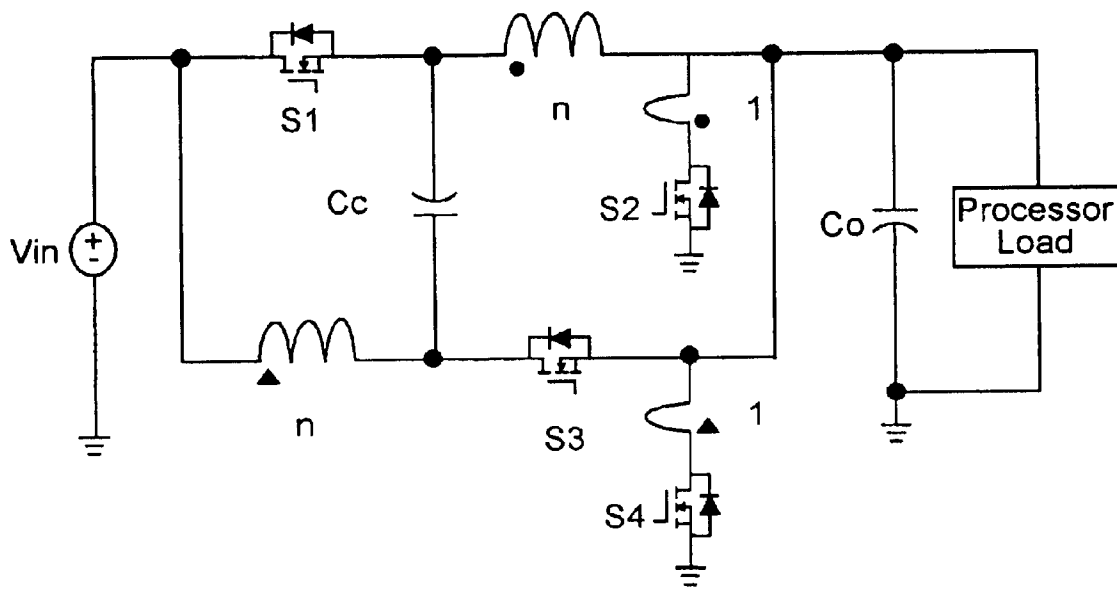 S1
n
1
Cc
S2
Vin
+
-
Co
Processor
Load
n
S3
1
S4